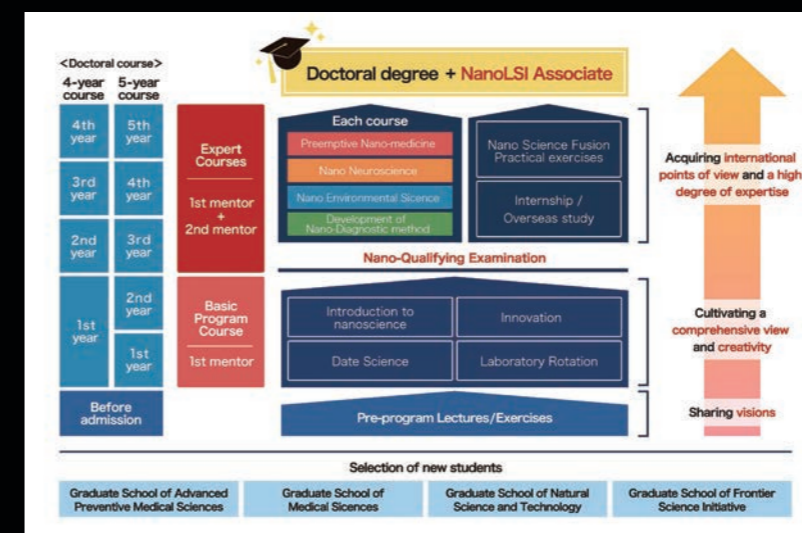 <Doctoral course>
4-year
course
5-year
course
4th
year
5th
year
3rd
year
4th
year
2nd
year
3rd
year
1st
year
2nd
year
1st
year
Before
admission
Expert
Courses
1st mentor
+
2nd mentor
Basic
Program
Course
1st mentor
Doctoral degree + NanoLSI Associate
Each course
Preemptive Nano-medicine
Nano Neuroscience
Nano Environmental Sicence
Development of
Nano-Diagnostic method
Nano Science Fusion
Practical exercises
Internship /
Overseas study
Nano-Qualifying Examination
Introduction to
nanoscience
Innovation
Date Science
Laboratory Rotation
Pre-program Lectures/Exercises
Acquiring international
points of view and a high
degree of expertise
Cultivating a
comprehensive view
and creativity
Sharing visions
Selection of new students
Graduate School of Advanced
Preventive Medical Sciences
Graduate School of
Medical Sicences
Graduate School of Natural
Science and Technology
Graduate School of Frontier
Science Initiative